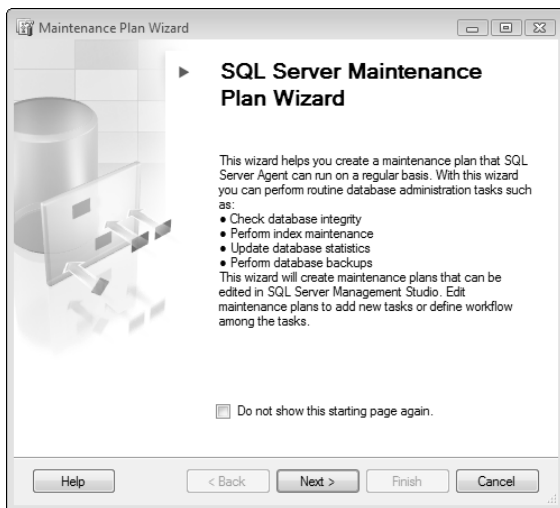 Maintenance Plan Wizard
SQL Server Maintenance
Plan Wizard
This wizard helps you create a maintenance plan that SQL
Server Agent can run on a regular basis. With this wizard
you can perform routine database administration tasks such
as:
● Check database integrity
● Perform index maintenance
● Update database statistics
● Perform database backups
This wizard will create maintenance plans that can be
edited in SQL Server Management Studio. Edit
maintenance plans to add new tasks or define workflow
among the tasks.
Do not show this starting page again.
Help
< Back
Next >
Finish
Cancel